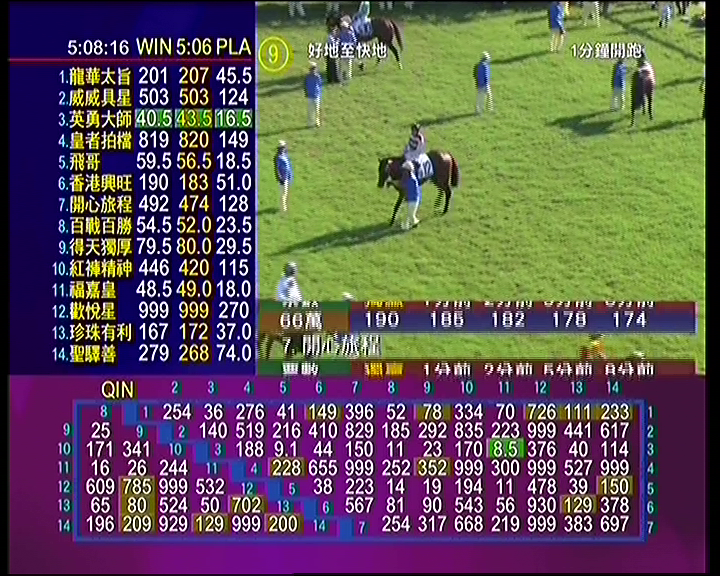 5:08:16 WIN 5:06 PLA
1.龍華太旨 201 207 45.5
2.威威具星 503 503 124
3.英勇大師 40.5 43.5 16.5
4.皇者拍檔 819 820 149
5.飛哥 59.5 56.5 18.5
6.香港興旺 190 183 51.0
7.開心旅程 492 474 128
8.百戰百勝 54.5 52.0 23.5
9.得天獨厚 79.5 80.0 29.5
10.紅褲精神 446 420 115
11.福嘉皇 48.5 49.0 18.0
12.歡悅星 999 999 270
13.珍珠有利 167 172 37.0
14.聖驛善 279 268 74.0
9 好地至快地 1分鐘開跑
12
66萬 190 185 182 178 174
7. 開心旅程
1分前 2分前 5分前 8分前
QIN 2 3 4 5 6 7 8 9 10 11 12 13 14
8 1 254 36 276 41 149 396 52 78 334 70 726 111 233 1
9 25 9 2 140 519 216 410 829 185 292 835 223 999 441 617 2
10 171 341 10 3 188 9.1 44 150 11 23 170 8.5 376 40 114 3
11 16 26 244 11 4 228 655 999 252 352 999 300 999 527 999 4
12 609 785 999 532 12 5 38 223 14 19 194 11 478 39 150 5
13 65 80 524 50 702 13 6 567 81 90 543 56 930 129 378 6
14 196 209 929 129 999 200 14 7 254 317 668 219 999 383 697 7